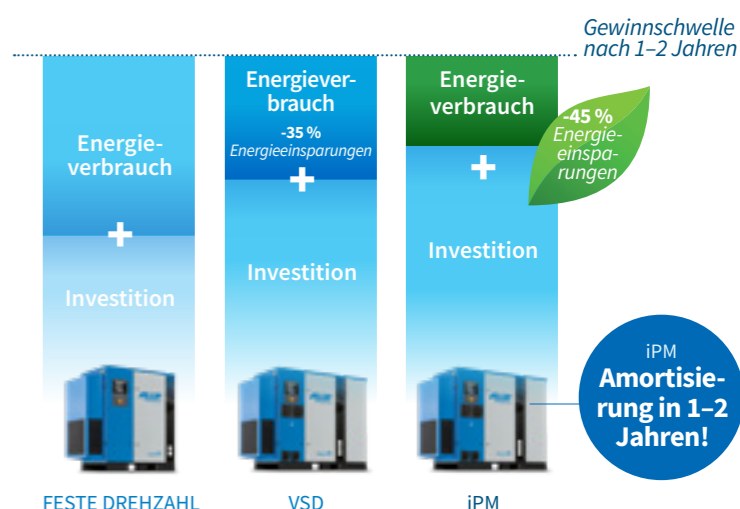 Gewinnschwelle
nach 1–2 Jahren
Energie-
verbrauch
+
Investition
FESTE DREHZAHL
Energiever-
brauch
-35 %
Energieeinsparungen
+
Investition
VSD
Energie-
verbrauch
+
Investition
iPM
-45 %
Energie-
einspa-
rungen
iPM
Amortisie-
rung in 1–2
Jahren!